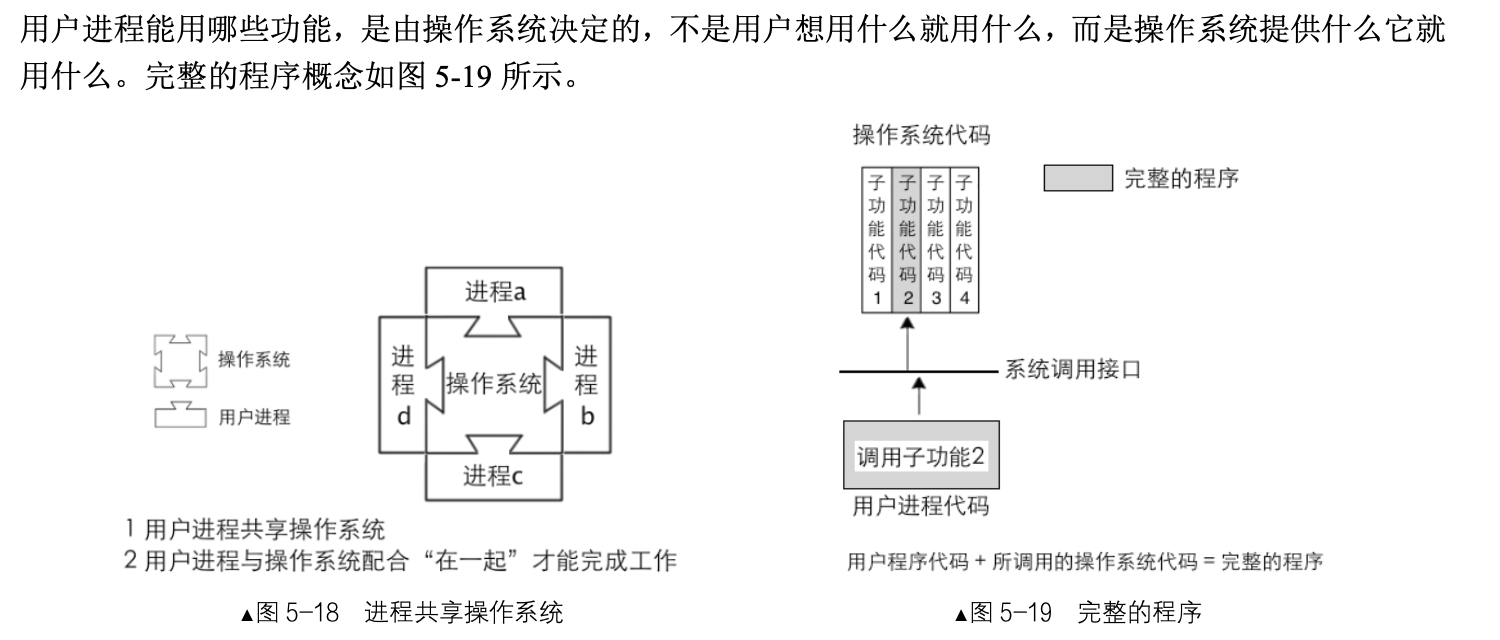 用户进程能用哪些功能，是由操作系统决定的，不是用户想用什么就用什么，而是操作系统提供什么它就
用什么。完整的程序概念如图 5-19 所示。
操作系统
用户进程
进程a
进程d
操作系统
进程b
进程c
1 用户进程共享操作系统
2 用户进程与操作系统配合“在一起”才能完成工作
▲图 5-18 进程共享操作系统
操作系统代码
子功能代码1
子功能代码2
子功能代码3
子功能代码4
完整的程序
系统调用接口
调用子功能2
用户进程代码
用户程序代码 + 所调用的操作系统代码 = 完整的程序
▲图 5-19 完整的程序